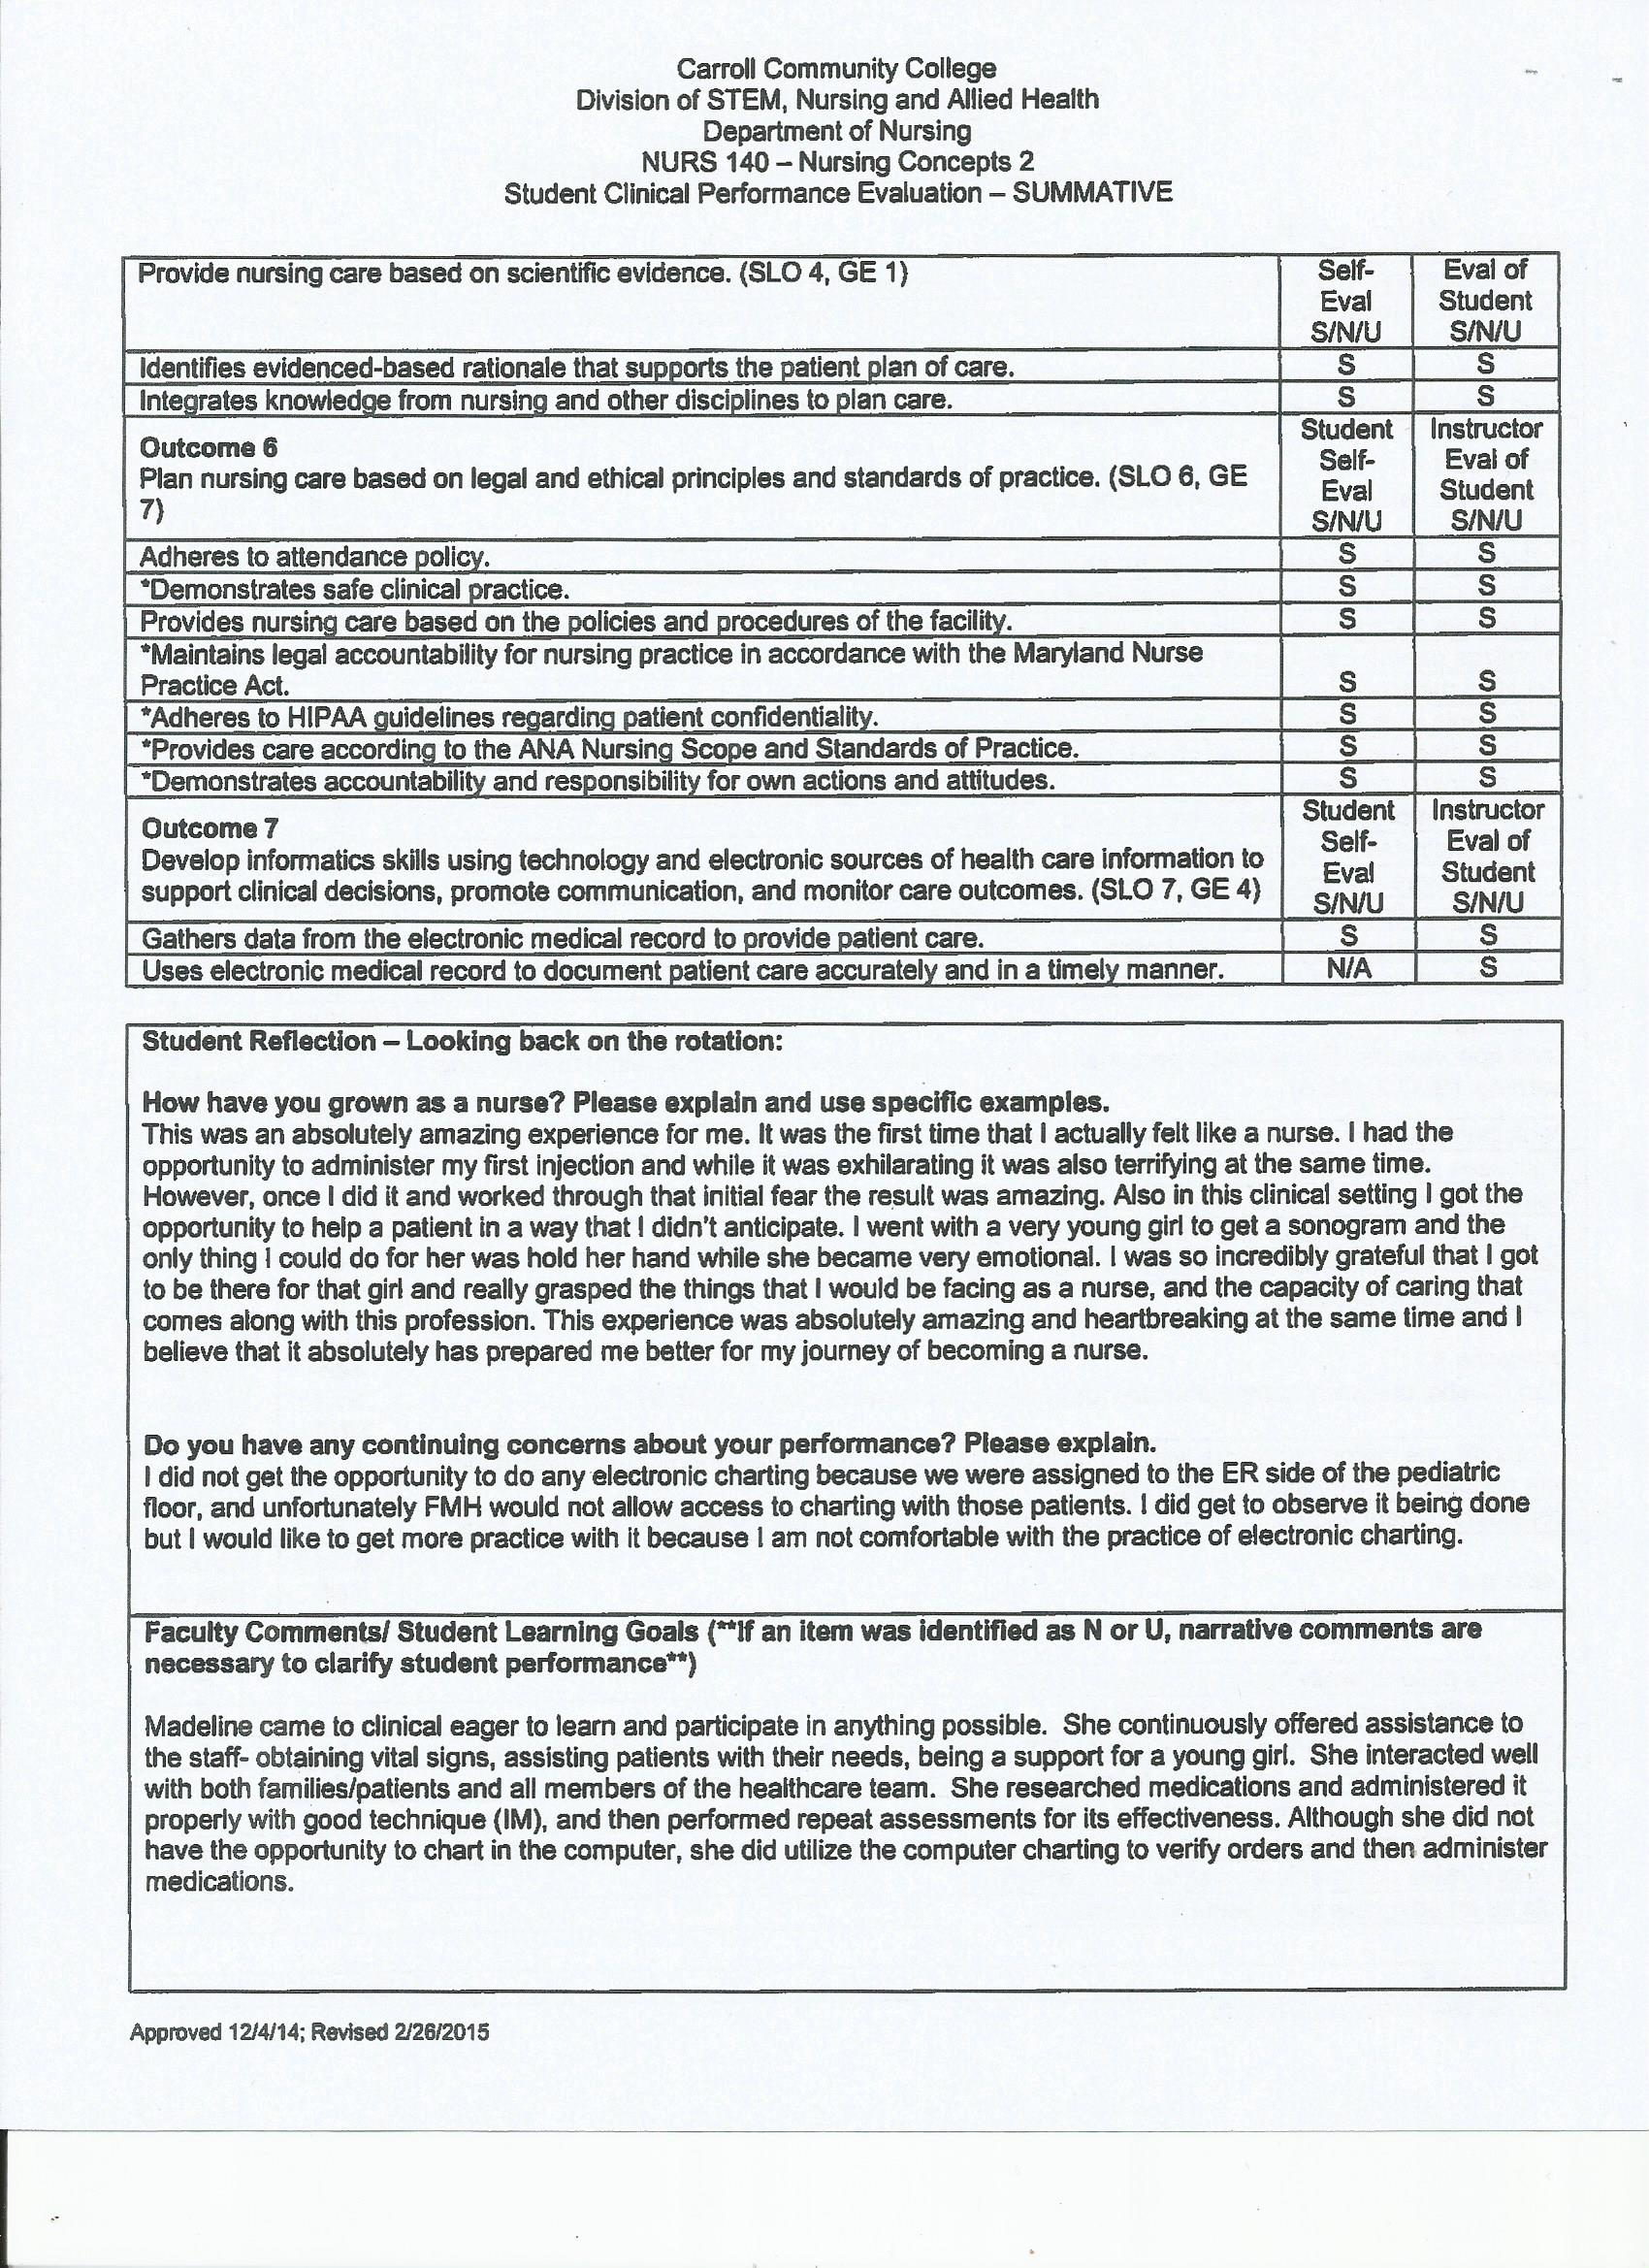 Carroll Community College
Division of STEM, Nursing and Allied Health
Department of Nursing
NURS 140 – Nursing Concepts 2
Student Clinical Performance Evaluation – SUMMATIVE
Provide nursing care based on scientific evidence. (SLO 4, GE 1)
Self-
Eval
S/N/U
Eval of
Student
S/N/U
Identifies evidenced-based rationale that supports the patient plan of care. S S
Integrates knowledge from nursing and other disciplines to plan care. S S
Outcome 6
Plan nursing care based on legal and ethical principles and standards of practice. (SLO 6, GE
7)
Student
Self-
Eval
S/N/U
Instructor
Eval of
Student
S/N/U
Adheres to attendance policy. S S
*Demonstrates safe clinical practice. S S
Provides nursing care based on the policies and procedures of the facility. S S
*Maintains legal accountability for nursing practice in accordance with the Maryland Nurse
Practice Act. S S
*Adheres to HIPAA guidelines regarding patient confidentiality. S S
*Provides care according to the ANA Nursing Scope and Standards of Practice. S S
*Demonstrates accountability and responsibility for own actions and attitudes. S S
Outcome 7
Develop informatics skills using technology and electronic sources of health care information to
support clinical decisions, promote communication, and monitor care outcomes. (SLO 7, GE 4)
Student
Self-
Eval
S/N/U
Instructor
Eval of
Student
S/N/U
Gathers data from the electronic medical record to provide patient care. S S
Uses electronic medical record to document patient care accurately and in a timely manner. N/A S
Student Reflection – Looking back on the rotation:
How have you grown as a nurse? Please explain and use specific examples.
This was an absolutely amazing experience for me. It was the first time that I actually felt like a nurse. I had the
opportunity to administer my first injection and while it was exhilarating it was also terrifying at the same time.
However, once I did it and worked through that initial fear the result was amazing. Also in this clinical setting I got the
opportunity to help a patient in a way that I didn't anticipate. I went with a very young girl to get a sonogram and the
only thing I could do for her was hold her hand while she became very emotional. I was so incredibly grateful that I got
to be there for that girl and really grasped the things that I would be facing as a nurse, and the capacity of caring that
comes along with this profession. This experience was absolutely amazing and heartbreaking at the same time and I
believe that it absolutely has prepared me better for my journey of becoming a nurse.
Do you have any continuing concerns about your performance? Please explain.
I did not get the opportunity to do any electronic charting because we were assigned to the ER side of the pediatric
floor, and unfortunately FMH would not allow access to charting with those patients. I did get to observe it being done
but I would like to get more practice with it because I am not comfortable with the practice of electronic charting.
Faculty Comments/ Student Learning Goals (**If an item was identified as N or U, narrative comments are
necessary to clarify student performance**)
Madeline came to clinical eager to learn and participate in anything possible. She continuously offered assistance to
the staff- obtaining vital signs, assisting patients with their needs, being a support for a young girl. She interacted well
with both families/patients and all members of the healthcare team. She researched medications and administered it
properly with good technique (IM), and then performed repeat assessments for its effectiveness. Although she did not
have the opportunity to chart in the computer, she did utilize the computer charting to verify orders and then administer
medications.
Approved 12/4/14; Revised 2/26/2015